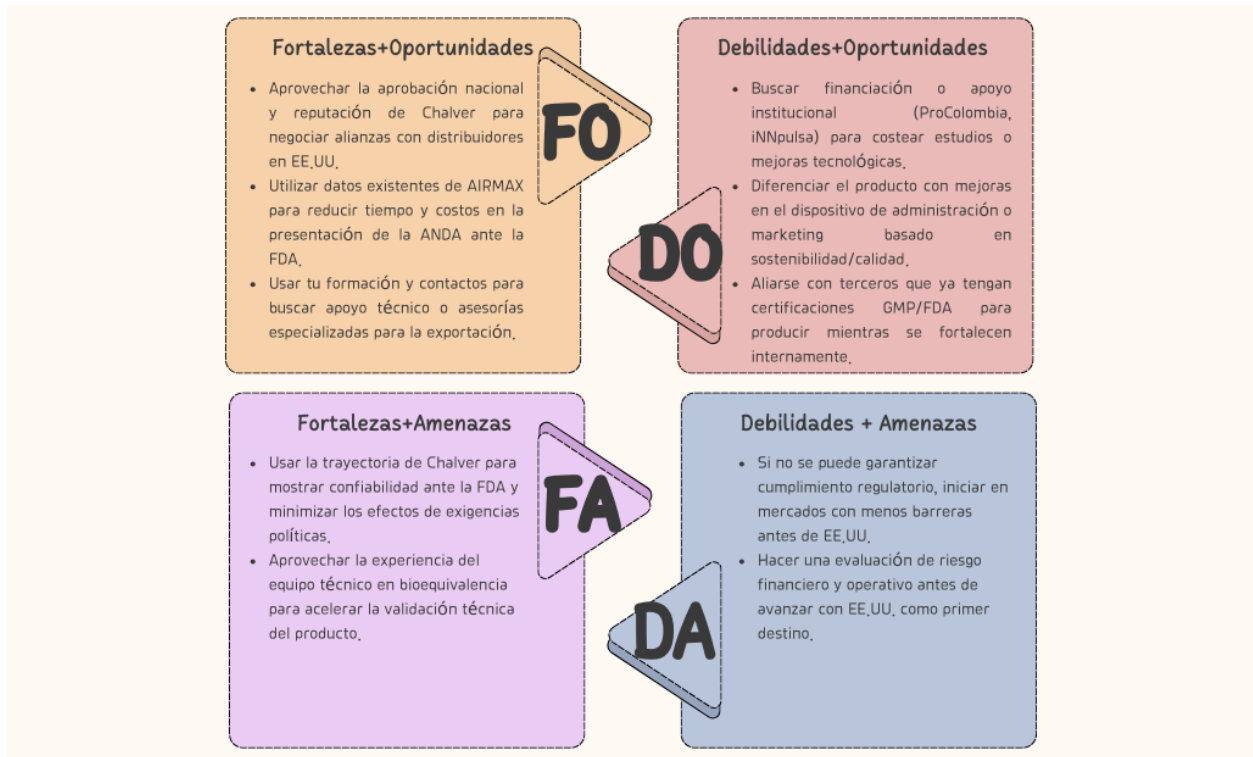 Fortalezas+Oportunidades
• Aprovechar la aprobación nacional
y reputación de Chalver para
negociar alianzas con distribuidores
en EE.UU.
• Utilizar datos existentes de AIRMAX
para reducir tiempo y costos en la
presentación de la ANDA ante la
FDA.
• Usar tu formación y contactos para
buscar apoyo técnico o asesorías
especializadas para la exportación.
FO
Debilidades+Oportunidades
• Buscar financiación o apoyo
institucional (ProColombia,
iNNpulsa) para costear estudios o
mejoras tecnológicas.
• Diferenciar el producto con mejoras
en el dispositivo de administración o
marketing basado en
sostenibilidad/calidad.
• Aliarse con terceros que ya tengan
certificaciones GMP/FDA para
producir mientras se fortalecen
internamente.
DO
Fortalezas+Amenazas
• Usar la trayectoria de Chalver para
mostrar confiabilidad ante la FDA y
minimizar los efectos de exigencias
políticas.
• Aprovechar la experiencia del
equipo técnico en bioequivalencia
para acelerar la validación técnica
del producto.
FA
Debilidades + Amenazas
• Si no se puede garantizar
cumplimiento regulatorio, iniciar en
mercados con menos barreras
antes de EE.UU.
• Hacer una evaluación de riesgo
financiero y operativo antes de
avanzar con EE.UU. como primer
destino.
DA